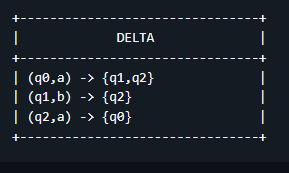 +--------------------------------+
|            DELTA               |
+--------------------------------+
| (q0,a) -> {q1,q2}              |
| (q1,b) -> {q2}                 |
| (q2,a) -> {q0}                 |
+--------------------------------+